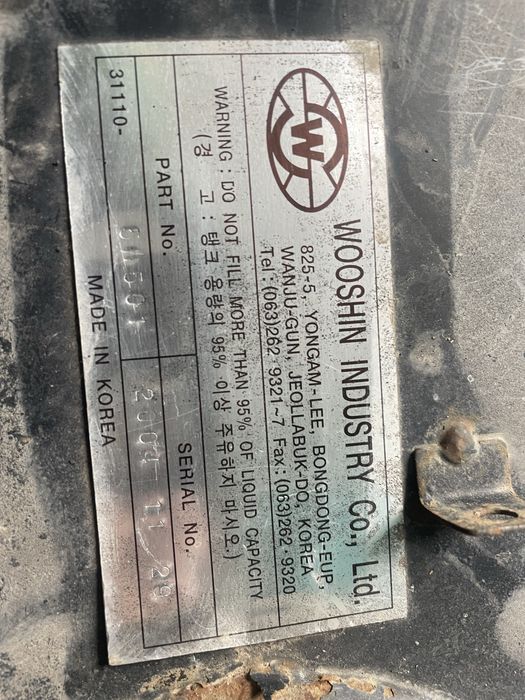 W
WOOSHIN INDUSTRY Co., Ltd.
825-5, YONGAM-LEE, BONGDONG-EUP,
WANJU-GUN, JEOLLABUK-DO, KOREA
Tel : (063)262·9321~7 Fax : (063)262·9320
WARNING : DO NOT FILL MORE THAN 95% OF LIQUID CAPACITY
(경 고 : 탱크 용량의 95% 이상 주유하지 마시오.)
PART No. SERIAL No.
31110-
MADE IN KOREA